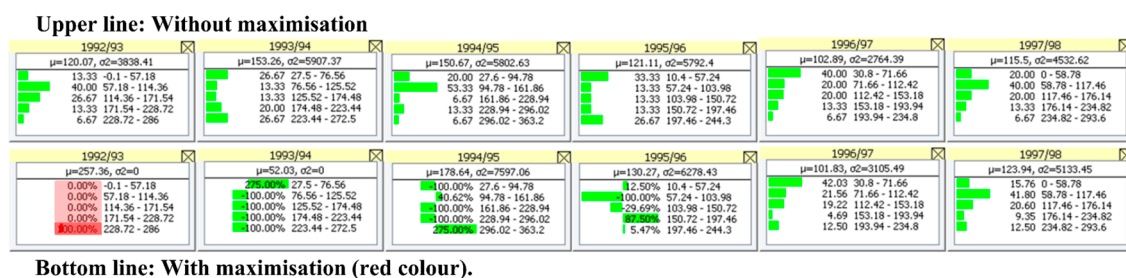 Upper line: Without maximisation
1992/93
μ=120.07, σ2=3838.41
13.33 -0.1 - 57.18
40.00 57.18 - 114.36
26.67 114.36 - 171.54
13.33 171.54 - 228.72
6.67 228.72 - 286
1993/94
μ=153.26, σ2=5907.37
26.67 27.5 - 76.56
13.33 76.56 - 125.52
13.33 125.52 - 174.48
20.00 174.48 - 223.44
26.67 223.44 - 272.5
1994/95
μ=150.67, σ2=5802.63
20.00 27.6 - 94.78
53.33 94.78 - 161.86
6.67 161.86 - 228.94
13.33 228.94 - 296.02
6.67 296.02 - 363.2
1995/96
μ=121.11, σ2=5792.4
33.33 10.4 - 57.24
13.33 57.24 - 103.98
13.33 103.98 - 150.72
13.33 150.72 - 197.46
26.67 197.46 - 244.3
1996/97
μ=102.89, σ2=2764.39
40.00 30.8 - 71.66
20.00 71.66 - 112.42
20.00 112.42 - 153.18
13.33 153.18 - 193.94
6.67 193.94 - 234.8
1997/98
μ=115.5, σ2=4532.62
20.00 0 - 58.78
40.00 58.78 - 117.46
20.00 117.46 - 176.14
13.33 176.14 - 234.82
6.67 234.82 - 293.6
1992/93
μ=257.36, σ2=0
0.00% -0.1 - 57.18
0.00% 57.18 - 114.36
0.00% 114.36 - 171.54
0.00% 171.54 - 228.72
100.00% 228.72 - 286
1993/94
μ=52.03, σ2=0
275.00% 27.5 - 76.56
-100.00% 76.56 - 125.52
-100.00% 125.52 - 174.48
-100.00% 174.48 - 223.44
-100.00% 223.44 - 272.5
1994/95
μ=178.64, σ2=7597.06
-100.00% 27.6 - 94.78
40.62% 94.78 - 161.86
-100.00% 161.86 - 228.94
-100.00% 228.94 - 296.02
275.00% 296.02 - 363.2
1995/96
μ=130.27, σ2=6278.43
12.50% 10.4 - 57.24
-100.00% 57.24 - 103.98
-29.69% 103.98 - 150.72
87.50% 150.72 - 197.46
5.47% 197.46 - 244.3
1996/97
μ=101.83, σ2=3105.49
42.03 30.8 - 71.66
21.56 71.66 - 112.42
19.22 112.42 - 153.18
4.69 153.18 - 193.94
12.50 193.94 - 234.8
1997/98
μ=123.94, σ2=5133.45
15.76 0 - 58.78
41.80 58.78 - 117.46
20.60 117.46 - 176.14
9.35 176.14 - 234.82
12.50 234.82 - 293.6
Bottom line: With maximisation (red colour).